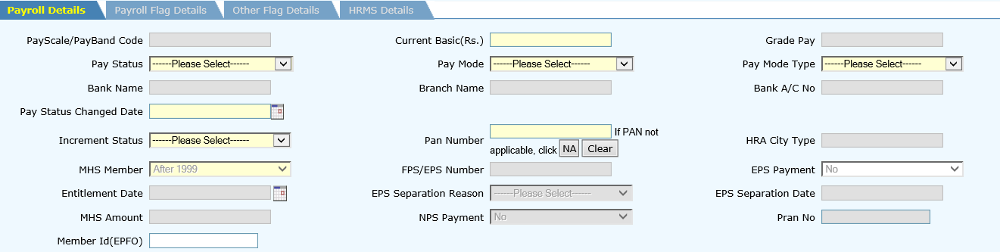 Payroll Details Payroll Flag Details Other Flag Details HRMS Details
PayScale/PayBand Code Current Basic(Rs.) Grade Pay
Pay Status ------Please Select------ Pay Mode ------Please Select------ Pay Mode Type ------Please Select------
Bank Name Branch Name Bank A/C No
Pay Status Changed Date
Increment Status ------Please Select------ Pan Number If PAN not applicable, click NA Clear HRA City Type
MHS Member After 1999 FPS/EPS Number EPS Payment No
Entitlement Date EPS Separation Reason ------Please Select------ EPS Separation Date
MHS Amount NPS Payment No Pran No
Member Id(EPFO)